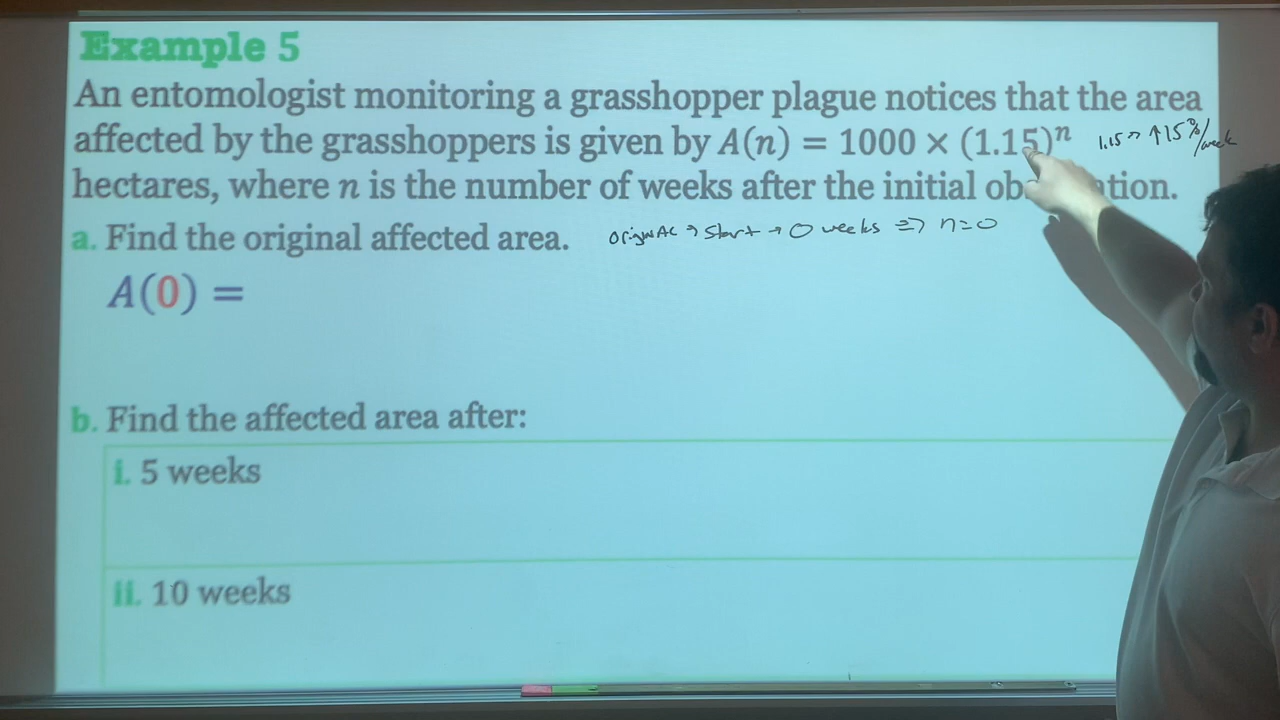 Example 5
An entomologist monitoring a grasshopper plague notices that the area
affected by the grasshoppers is given by A(n) = 1000 × (1.15)ⁿ 1.15 → ↑15%/week
hectares, where n is the number of weeks after the initial ob ation.
a. Find the original affected area. original → start → 0 weeks ⇒ n=0
A(0) =
b. Find the affected area after:
i. 5 weeks
ii. 10 weeks